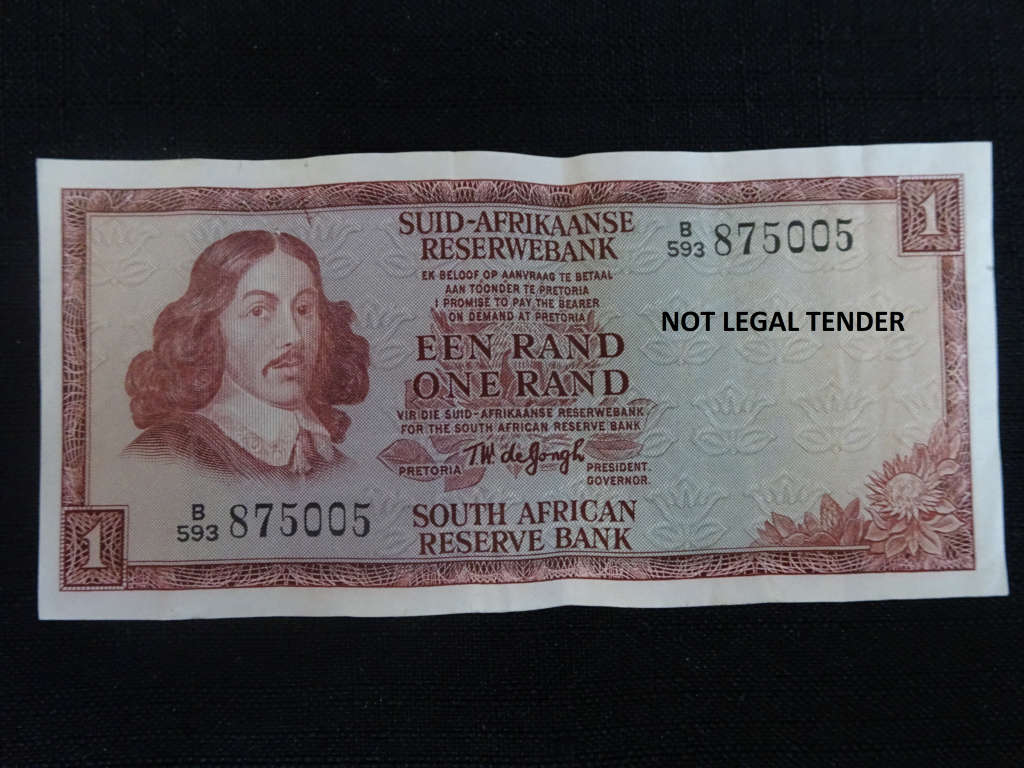 1
SUID-AFRIKAANSE
RESERWEBANK
B
593 875005
EK BELOOF OP AANVRAAG TE BETAAL
AAN TOONDER TE PRETORIA
I PROMISE TO PAY THE BEARER
ON DEMAND AT PRETORIA
NOT LEGAL TENDER
EEN RAND
ONE RAND
VIR DIE SUID-AFRIKAANSE RESERWEBANK
FOR THE SOUTH AFRICAN RESERVE BANK
T.W. de Jongh
PRETORIA
PRESIDENT.
GOVERNOR.
B
593 875005
SOUTH AFRICAN
RESERVE BANK
1